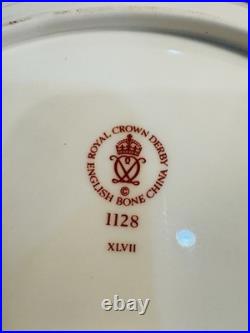 ROYAL CROWN DERBY
©
ENGLISH BONE CHINA
1128
XLVII